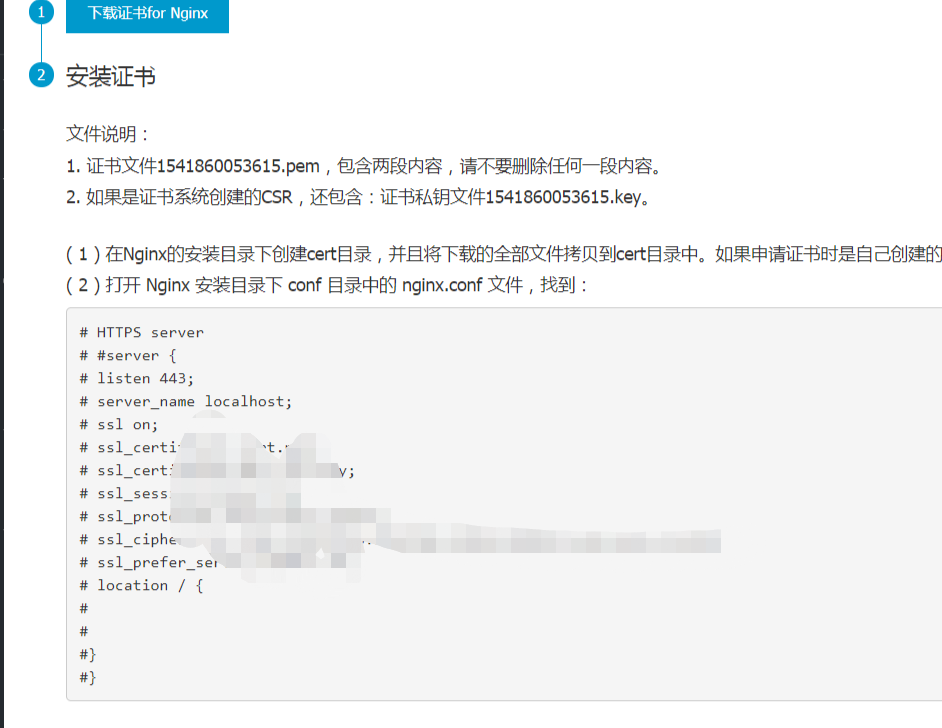 1 下载证书for Nginx
2 安装证书
文件说明：
1. 证书文件1541860053615.pem，包含两段内容，请不要删除任何一段内容。
2. 如果是证书系统创建的CSR，还包含：证书私钥文件1541860053615.key。
( 1 ) 在Nginx的安装目录下创建cert目录，并且将下载的全部文件拷贝到cert目录中。如果申请证书时是自己创建的
( 2 ) 打开 Nginx 安装目录下 conf 目录中的 nginx.conf 文件，找到：
# HTTPS server
# #server {
# listen 443;
# server_name localhost;
# ssl on;
# ssl_certi
# ssl_certi y;
# ssl_sess
# ssl_prot
# ssl_ciphe
# ssl_prefer_ser
# location / {
#
#
#}
#}